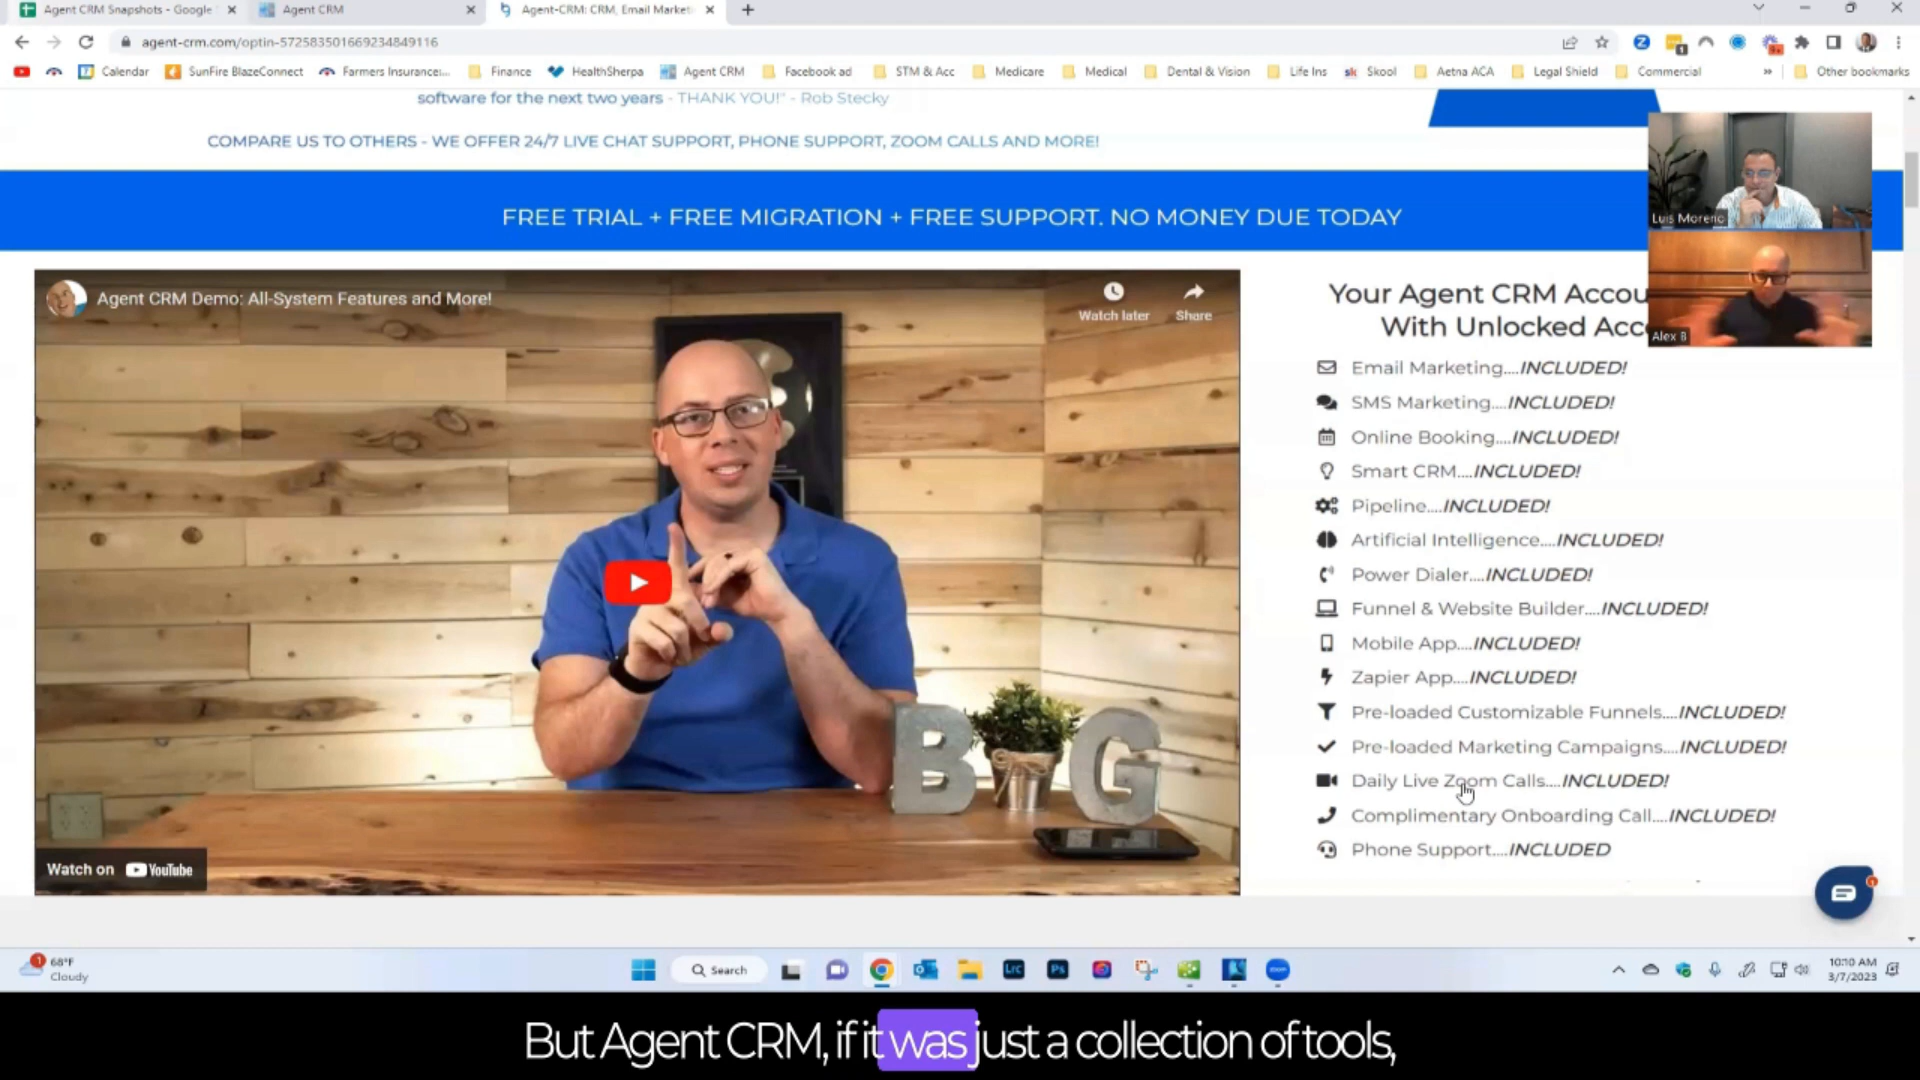 Agent CRM Snapshots - Google
Agent CRM
Agent-CRM: CRM, Email Market
agent-crm.com/optin-572583501669234849116
Calendar
SunFire BlazeConnect
Farmers Insurance:...
Finance
HealthSherpa
Agent CRM
Facebook ad
STM & Acc
Medicare
Medical
Dental & Vision
Life Ins
sk Skool
Aetna ACA
Legal Shield
Commercial
»
Other bookmarks
software for the next two years - THANK YOU!" - Rob Stecky
COMPARE US TO OTHERS - WE OFFER 24/7 LIVE CHAT SUPPORT, PHONE SUPPORT, ZOOM CALLS AND MORE!
FREE TRIAL + FREE MIGRATION + FREE SUPPORT. NO MONEY DUE TODAY
Luis Moreno
Alex B
Agent CRM Demo: All-System Features and More!
Watch later
Share
B G
Watch on YouTube
Your Agent CRM Accou
With Unlocked Acc
Email Marketing....INCLUDED!
SMS Marketing....INCLUDED!
Online Booking....INCLUDED!
Smart CRM....INCLUDED!
Pipeline....INCLUDED!
Artificial Intelligence....INCLUDED!
Power Dialer....INCLUDED!
Funnel & Website Builder....INCLUDED!
Mobile App....INCLUDED!
Zapier App....INCLUDED!
Pre-loaded Customizable Funnels....INCLUDED!
Pre-loaded Marketing Campaigns....INCLUDED!
Daily Live Zoom Calls....INCLUDED!
Complimentary Onboarding Call....INCLUDED!
Phone Support....INCLUDED
1
68°F
Cloudy
Search
Lrc
Ps
10:10 AM
3/7/2023
But Agent CRM, if it was just a collection of tools,